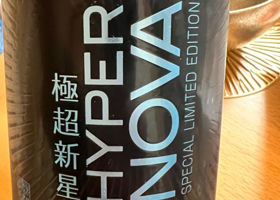 極超新星
HYPER
NOVA
SPECIAL LIMITED EDITION